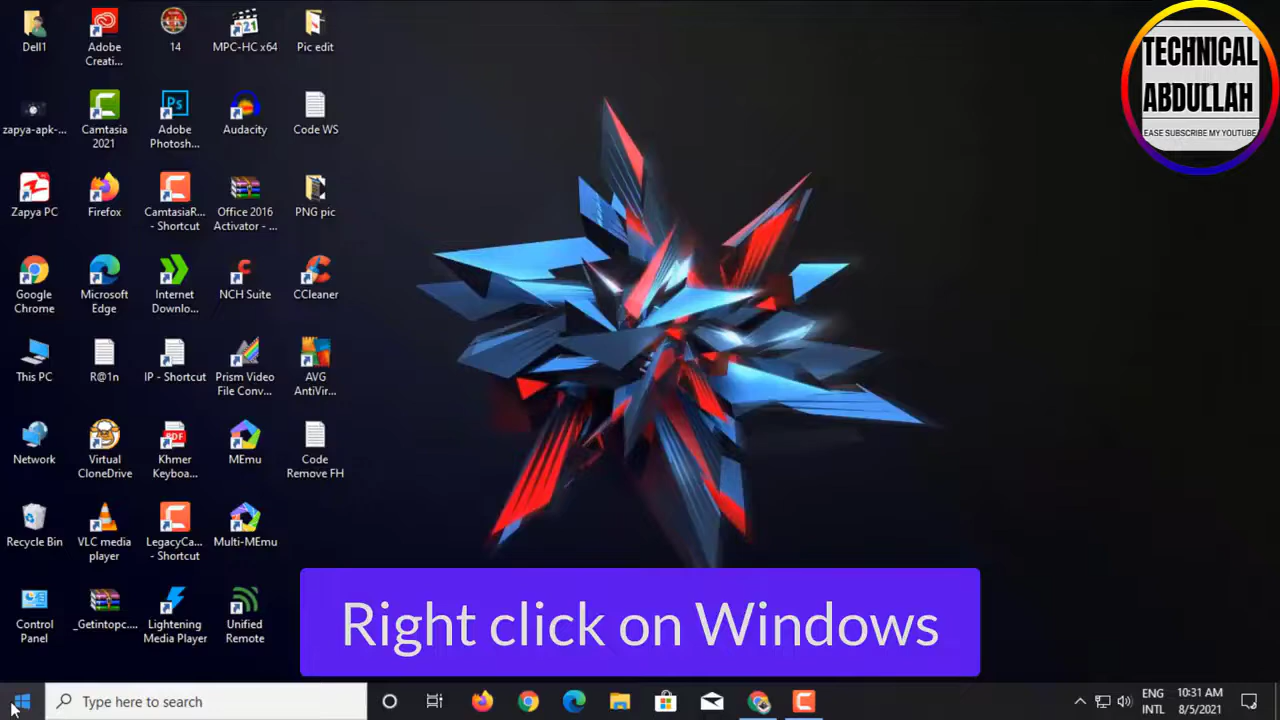 Dell1
Adobe
Creati...
14
MPC-HC x64
Pic edit
zapya-apk-...
Camtasia
2021
Adobe
Photosh...
Audacity
Code WS
Zapya PC
Firefox
CamtasiaR...
- Shortcut
Office 2016
Activator - ...
PNG pic
Google
Chrome
Microsoft
Edge
Internet
Downlo...
NCH Suite
CCleaner
This PC
R@1n
IP - Shortcut
Prism Video
File Conv...
AVG
AntiVir...
Network
Virtual
CloneDrive
Khmer
Keyboa...
MEmu
Code
Remove FH
Recycle Bin
VLC media
player
LegacyCa...
- Shortcut
Multi-MEmu
Control
Panel
_Getintopc....
Lightening
Media Player
Unified
Remote
TECHNICAL
ABDULLAH
EASE SUBSCRIBE MY YOUTUBE
Right click on Windows
Type here to search
ENG
INTL
10:31 AM
8/5/2021